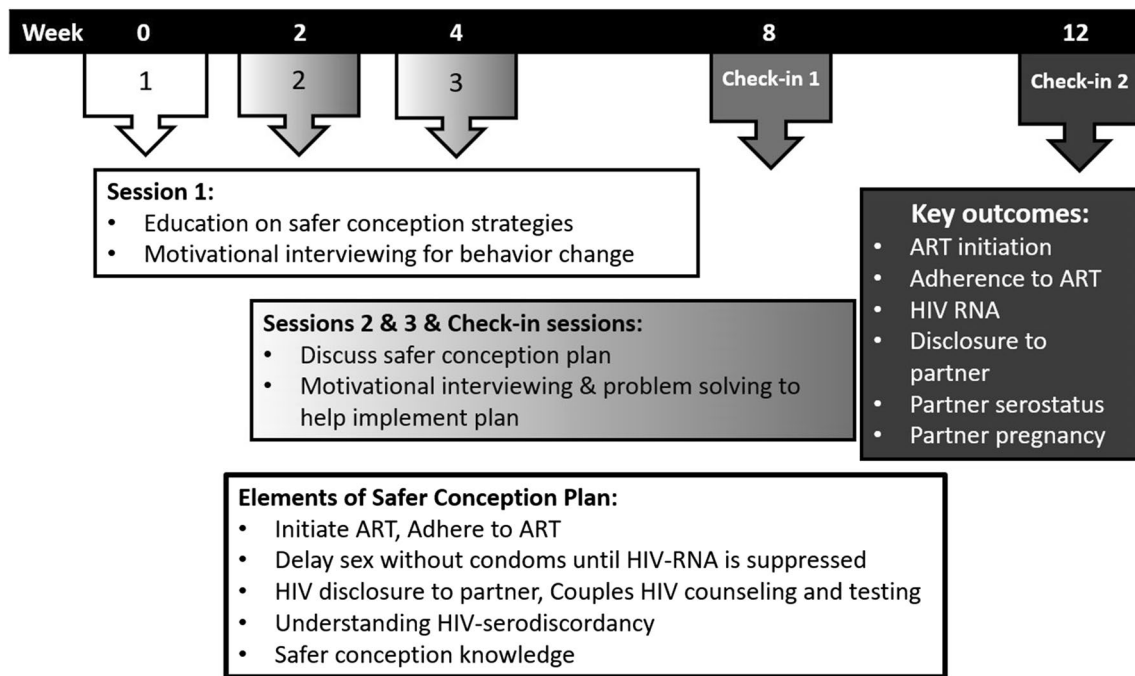 Week 0 2 4 8 12
1 2 3 Check-in 1 Check-in 2
Session 1:
• Education on safer conception strategies
• Motivational interviewing for behavior change
Key outcomes:
• ART initiation
• Adherence to ART
• HIV RNA
• Disclosure to
partner
• Partner serostatus
• Partner pregnancy
Sessions 2 & 3 & Check-in sessions:
• Discuss safer conception plan
• Motivational interviewing & problem solving to
help implement plan
Elements of Safer Conception Plan:
• Initiate ART, Adhere to ART
• Delay sex without condoms until HIV-RNA is suppressed
• HIV disclosure to partner, Couples HIV counseling and testing
• Understanding HIV-serodiscordancy
• Safer conception knowledge